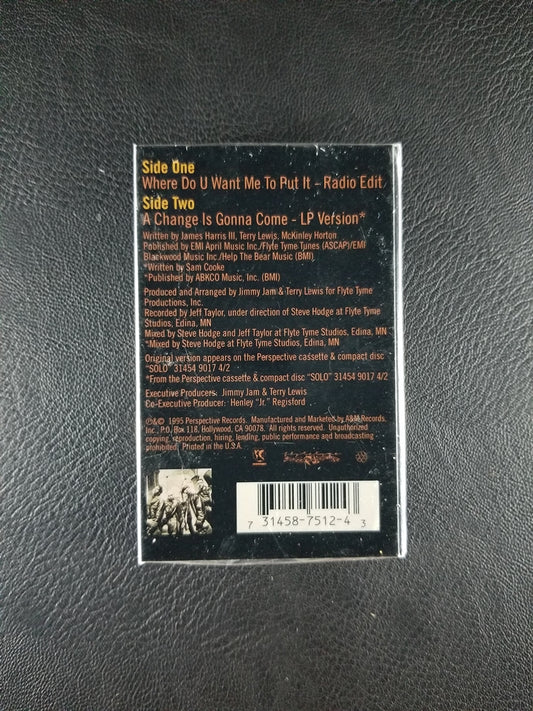 Side One
Where Do U Want Me To Put It – Radio Edit
Side Two
A Change Is Gonna Come - LP Version*
Written by James Harris III, Terry Lewis, McKinley Horton
Published by EMI April Music Inc./Flyte Tyme Tunes (ASCAP)/EMI
Blackwood Music Inc./Help The Bear Music (BMI)
*Written by Sam Cooke
*Published by ABKCO Music, Inc. (BMI)
Produced and Arranged by Jimmy Jam & Terry Lewis for Flyte Tyme
Productions, Inc.
Recorded by Jeff Taylor, under direction of Steve Hodge at Flyte Tyme
Studios, Edina, MN
Mixed by Steve Hodge and Jeff Taylor at Flyte Tyme Studios, Edina, MN
*Mixed by Steve Hodge at Flyte Tyme Studios, Edina, MN
Original version appears on the Perspective cassette & compact disc
"SOLO" 31454 9017 4/2
*From the Perspective cassette & compact disc "SOLO" 31454 9017 4/2
Executive Producers: Jimmy Jam & Terry Lewis
Co-Executive Producer: Henley "Jr." Regisford
℗&© 1995 Perspective Records. Manufactured and Marketed by A&M Records,
Inc., P.O. Box 118, Hollywood, CA 90078. All rights reserved. Unauthorized
copying, reproduction, hiring, lending, public performance and broadcasting
prohibited. Printed in the U.S.A.
7 31458-7512-4 3